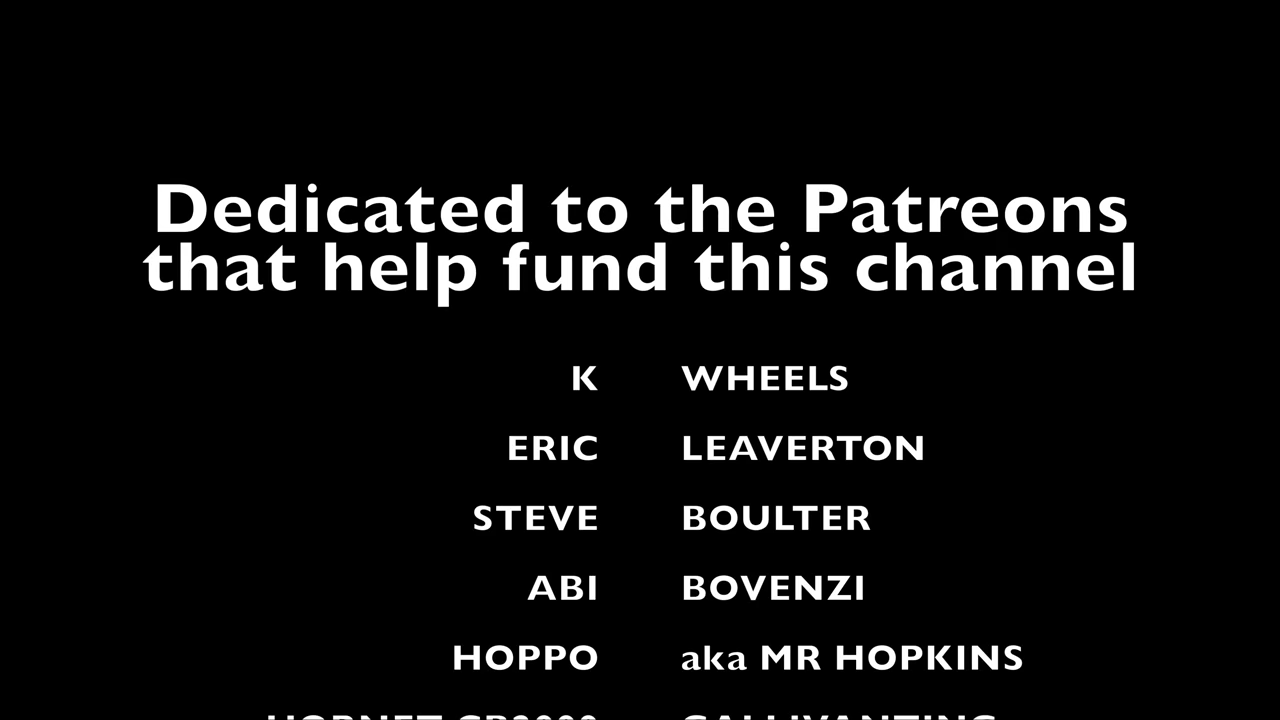 Dedicated to the Patreons
that help fund this channel
K WHEELS
ERIC LEAVERTON
STEVE BOULTER
ABI BOVENZI
HOPPO aka MR HOPKINS
GALLIVANTING